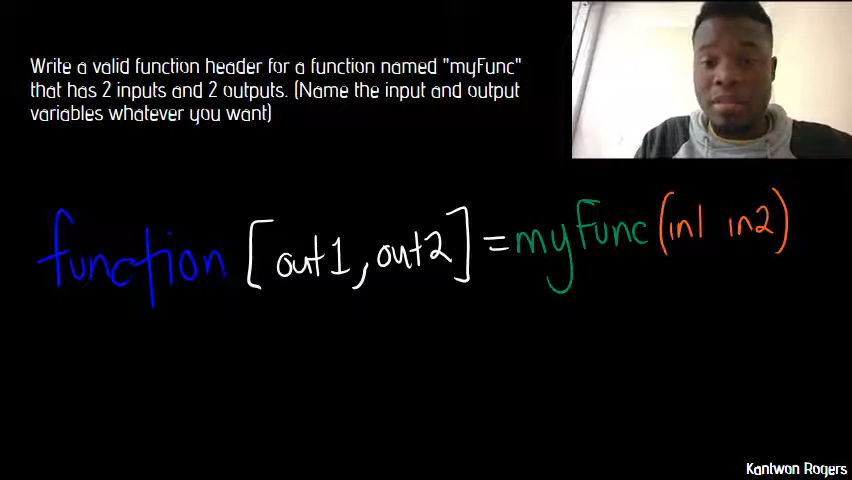 Write a valid function header for a function named "myFunc"
that has 2 inputs and 2 outputs. (Name the input and output
variables whatever you want)
function [out1, out2] = myFunc (in1 in2)
Kantwon Rogers